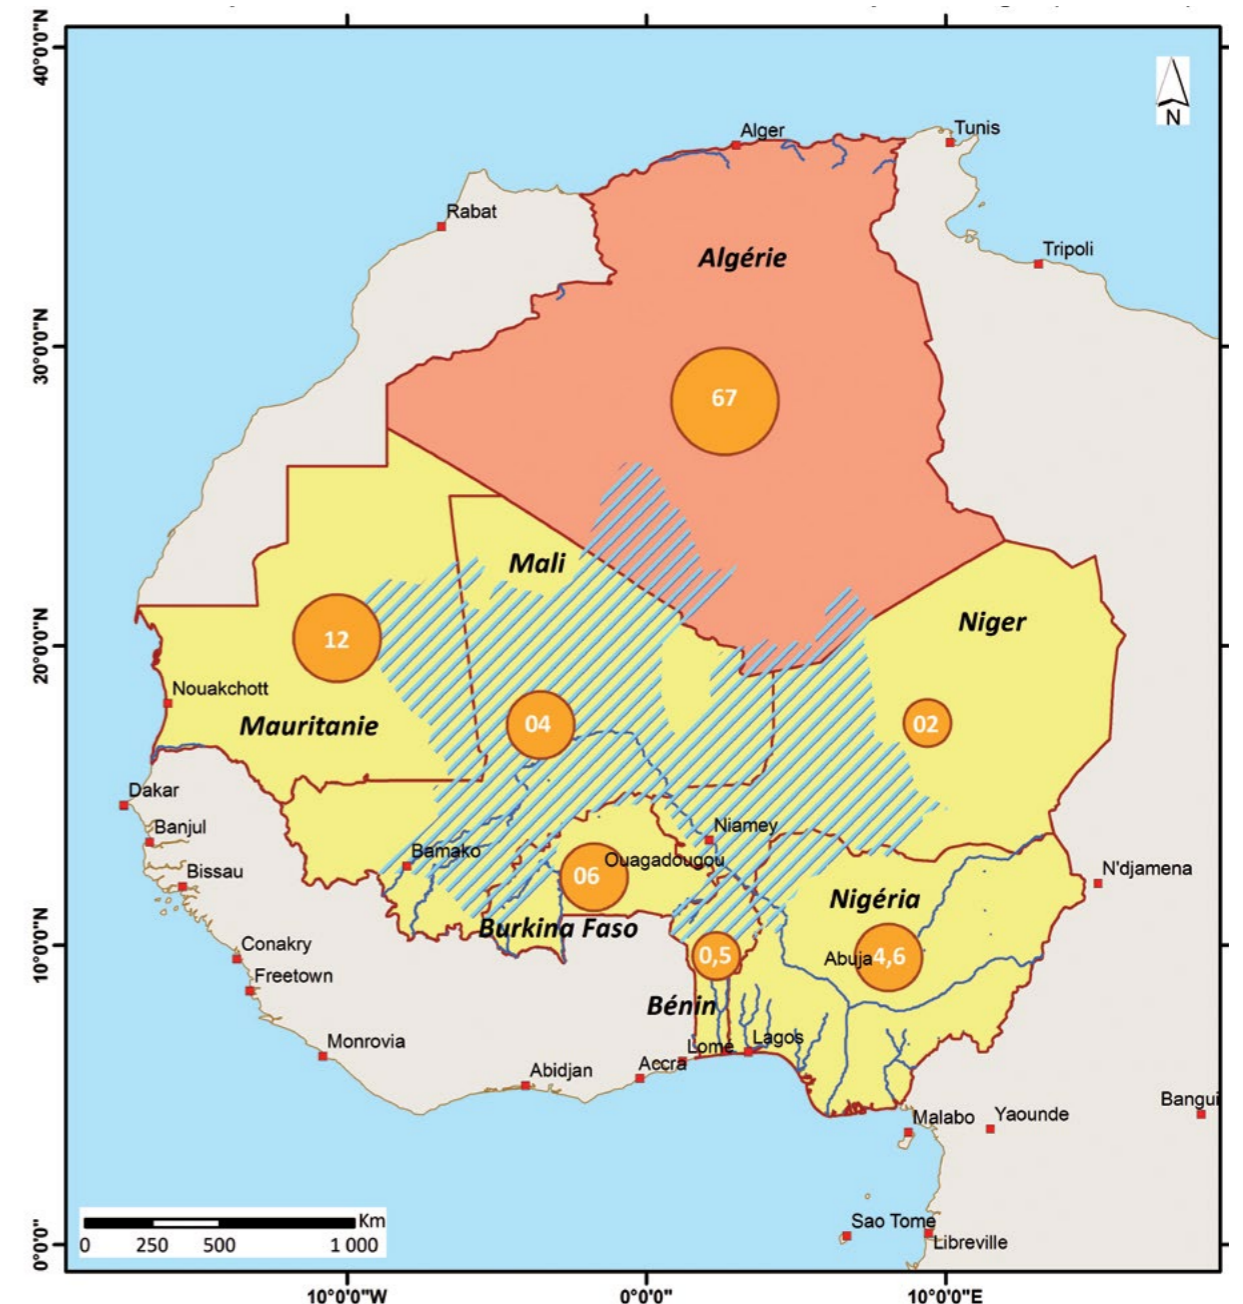 40°0'0"N
N
Alger
Tunis
Rabat
Tripoli
Algérie
30°0'0"N
67
Mali
Niger
12
20°0'0"N
Nouakchott
04
02
Mauritanie
Dakar
Niamey
Banjul
Bamako
Ouagadougou
N'djamena
Bissau
06
Nigéria
Burkina Faso
10°0'0"N
Conakry
0,5
Abuja
4,6
Freetown
Bénin
Monrovia
Lome
Lagos
Accra
Abidjan
Bangui
Malabo
Yaounde
Sao Tome
Libreville
Km
0 250 500 1 000
0°0'0"
10°0'0"W
0°0'0"
10°0'0"E